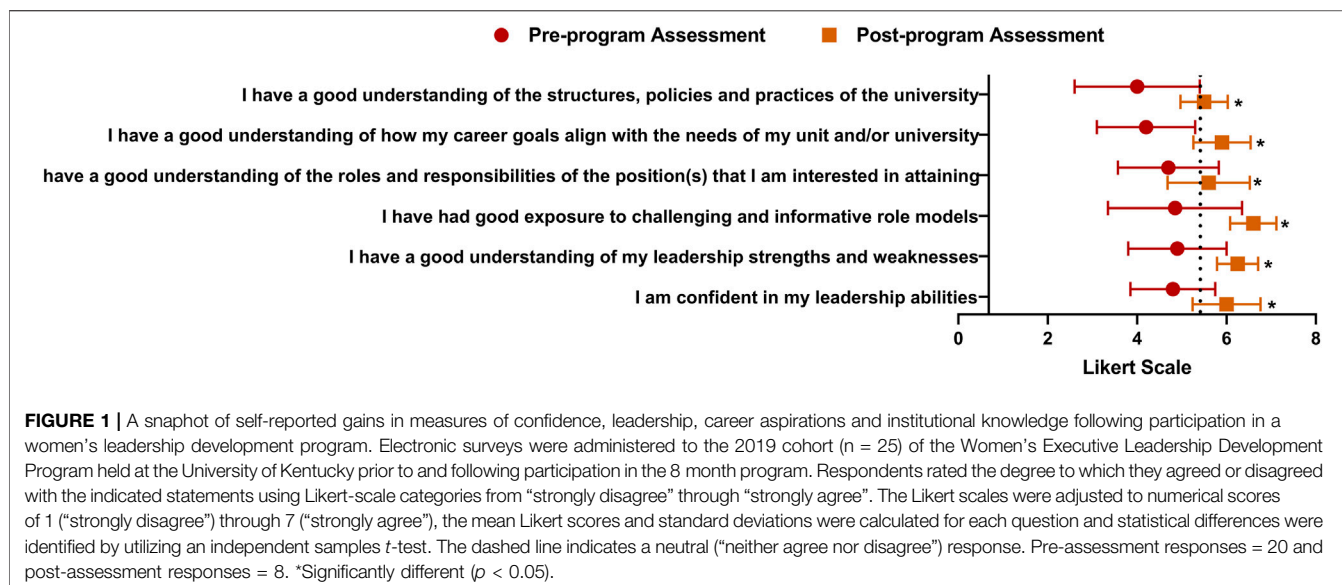 Pre-program Assessment Post-program Assessment
I have a good understanding of the structures, policies and practices of the university
*
I have a good understanding of how my career goals align with the needs of my unit and/or university
*
have a good understanding of the roles and responsibilities of the position(s) that I am interested in attaining
*
I have had good exposure to challenging and informative role models
*
I have a good understanding of my leadership strengths and weaknesses
*
I am confident in my leadership abilities
*
0 2 4 6 8
Likert Scale
FIGURE 1 | A snaphot of self-reported gains in measures of confidence, leadership, career aspirations and institutional knowledge following participation in a
women’s leadership development program. Electronic surveys were administered to the 2019 cohort (n = 25) of the Women’s Executive Leadership Development
Program held at the University of Kentucky prior to and following participation in the 8 month program. Respondents rated the degree to which they agreed or disagreed
with the indicated statements using Likert-scale categories from “strongly disagree” through “strongly agree”. The Likert scales were adjusted to numerical scores
of 1 (“strongly disagree”) through 7 (“strongly agree”), the mean Likert scores and standard deviations were calculated for each question and statistical differences were
identified by utilizing an independent samples t-test. The dashed line indicates a neutral (“neither agree nor disagree”) response. Pre-assessment responses = 20 and
post-assessment responses = 8. *Significantly different (p < 0.05).